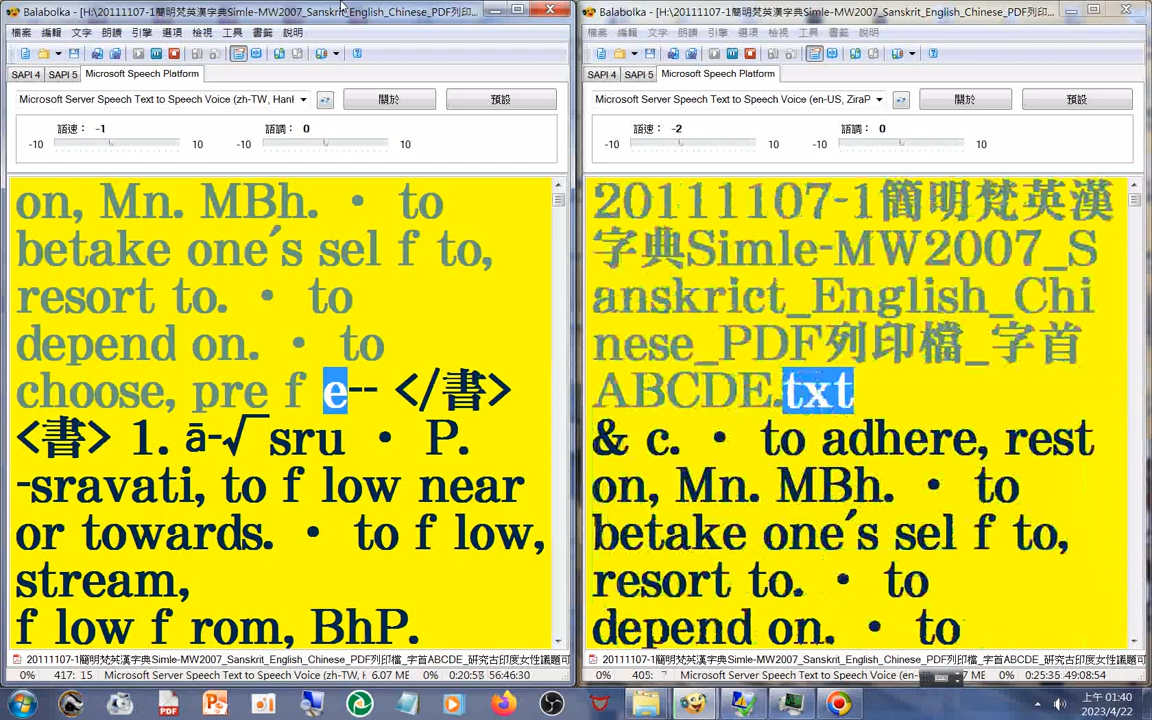 Balabolka - [H:\20111107-1簡明梵英漢字典Simle-MW2007_Sanskrit_English_Chinese_PDF列印...
檔案 編輯 文字 朗讀 引擎 選項 檢視 工具 書籤 說明
SAPI 4 SAPI 5 Microsoft Speech Platform
Microsoft Server Speech Text to Speech Voice (zh-TW, Hanl
關於 預設
語速： -1 語調： 0
-10 10 -10 10
on, Mn. MBh. • to
betake one´s sel f to,
resort to. • to
depend on. • to
choose, pre f e-- </書>
<書> 1. ā-√ sru • P.
-sravati, to f low near
or towards. • to f low,
stream,
f low f rom, BhP.
20111107-1簡明梵英漢字典Simle-MW2007_Sanskrit_English_Chinese_PDF列印檔_字首ABCDE_研究古印度女性議題可
0% 417: 15 Microsoft Server Speech Text to Speech Voice (zh-TW, H 6.07 ME 0% 0:20:53 56:46:30
Balabolka - [H:\20111107-1簡明梵英漢字典Simle-MW2007_Sanskrit_English_Chinese_PDF列印...
檔案 編輯 文字 朗讀 引擎 選項 檢視 工具 書籤 說明
SAPI 4 SAPI 5 Microsoft Speech Platform
Microsoft Server Speech Text to Speech Voice (en-US, ZiraP
關於 預設
語速： -2 語調： 0
-10 10 -10 10
20111107-1簡明梵英漢
字典Simle-MW2007_S
anskrict_English_Chi
nese_PDF列印檔_字首
ABCDE.txt
& c. • to adhere, rest
on, Mn. MBh. • to
betake one´s sel f to,
resort to. • to
depend on. • to
20111107-1簡明梵英漢字典Simle-MW2007_Sanskrit_English_Chinese_PDF列印檔_字首ABCDE_研究古印度女性議題可
0% 405: Microsoft Server Speech Text to Speech Voice 0% 0:25:35 49:08:54
PDF
上午 01:40
2023/4/22